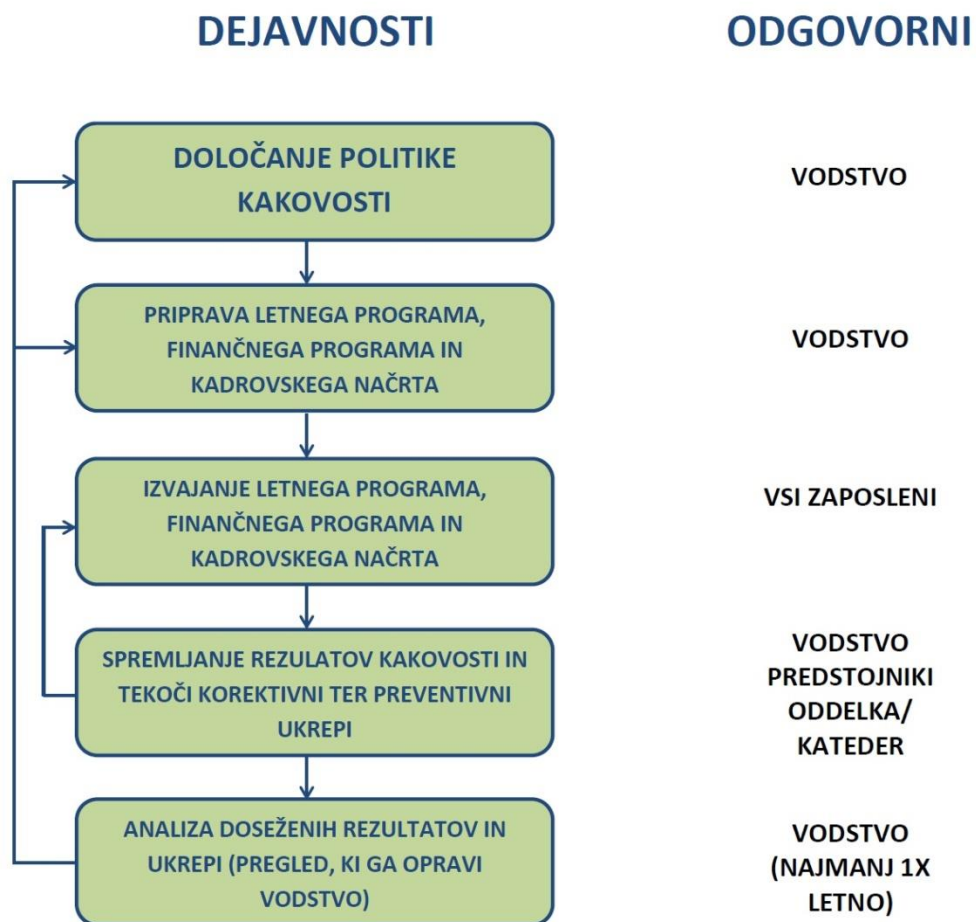 DEJAVNOSTI
ODGOVORNI
DOLOČANJE POLITIKE
KAKOVOSTI
VODSTVO
PRIPRAVA LETNEGA PROGRAMA,
FINANČNEGA PROGRAMA IN
KADROVSKEGA NAČRTA
VODSTVO
IZVAJANJE LETNEGA PROGRAMA,
FINANČNEGA PROGRAMA IN
KADROVSKEGA NAČRTA
VSI ZAPOSLENI
SPREMLJANJE REZULATOV KAKOVOSTI IN
TEKOČI KOREKTIVNI TER PREVENTIVNI
UKREPI
VODSTVO
PREDSTOJNIKI
ODDELKA/
KATEDER
ANALIZA DOSEŽENIH REZULTATOV IN
UKREPI (PREGLED, KI GA OPRAVI
VODSTVO)
VODSTVO
(NAJMANJ 1X
LETNO)